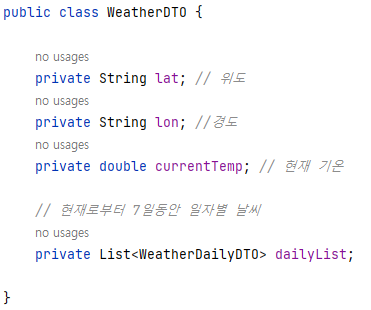 public class WeatherDTO {
no usages
private String lat; // 위도
no usages
private String lon; //경도
no usages
private double currentTemp; // 현재 기온
// 현재로부터 7일동안 일자별 날씨
no usages
private List<WeatherDailyDTO> dailyList;
}